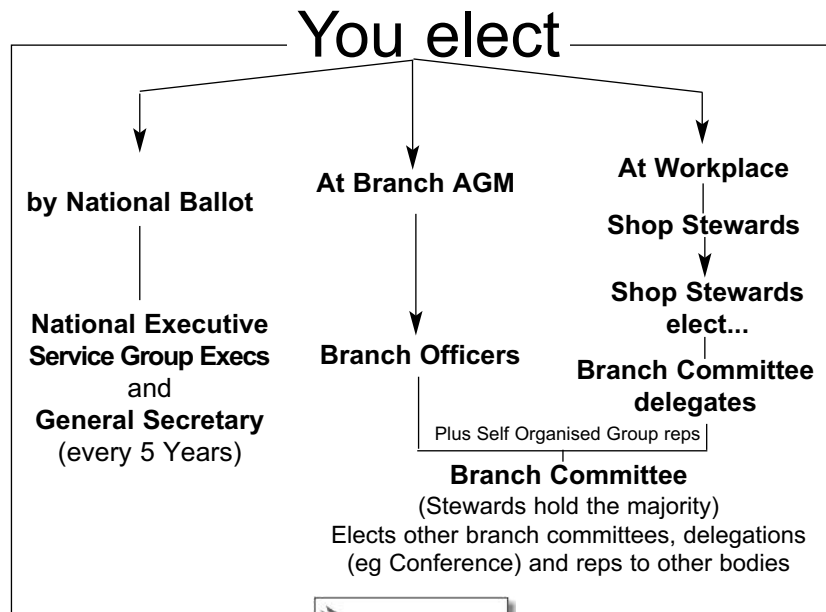 You elect
by National Ballot
National Executive
Service Group Execs
and
General Secretary
(every 5 Years)
At Branch AGM
Branch Officers
At Workplace
Shop Stewards
Shop Stewards
elect...
Branch Committee
delegates
Plus Self Organised Group reps
Branch Committee
(Stewards hold the majority)
Elects other branch committees, delegations
(eg Conference) and reps to other bodies